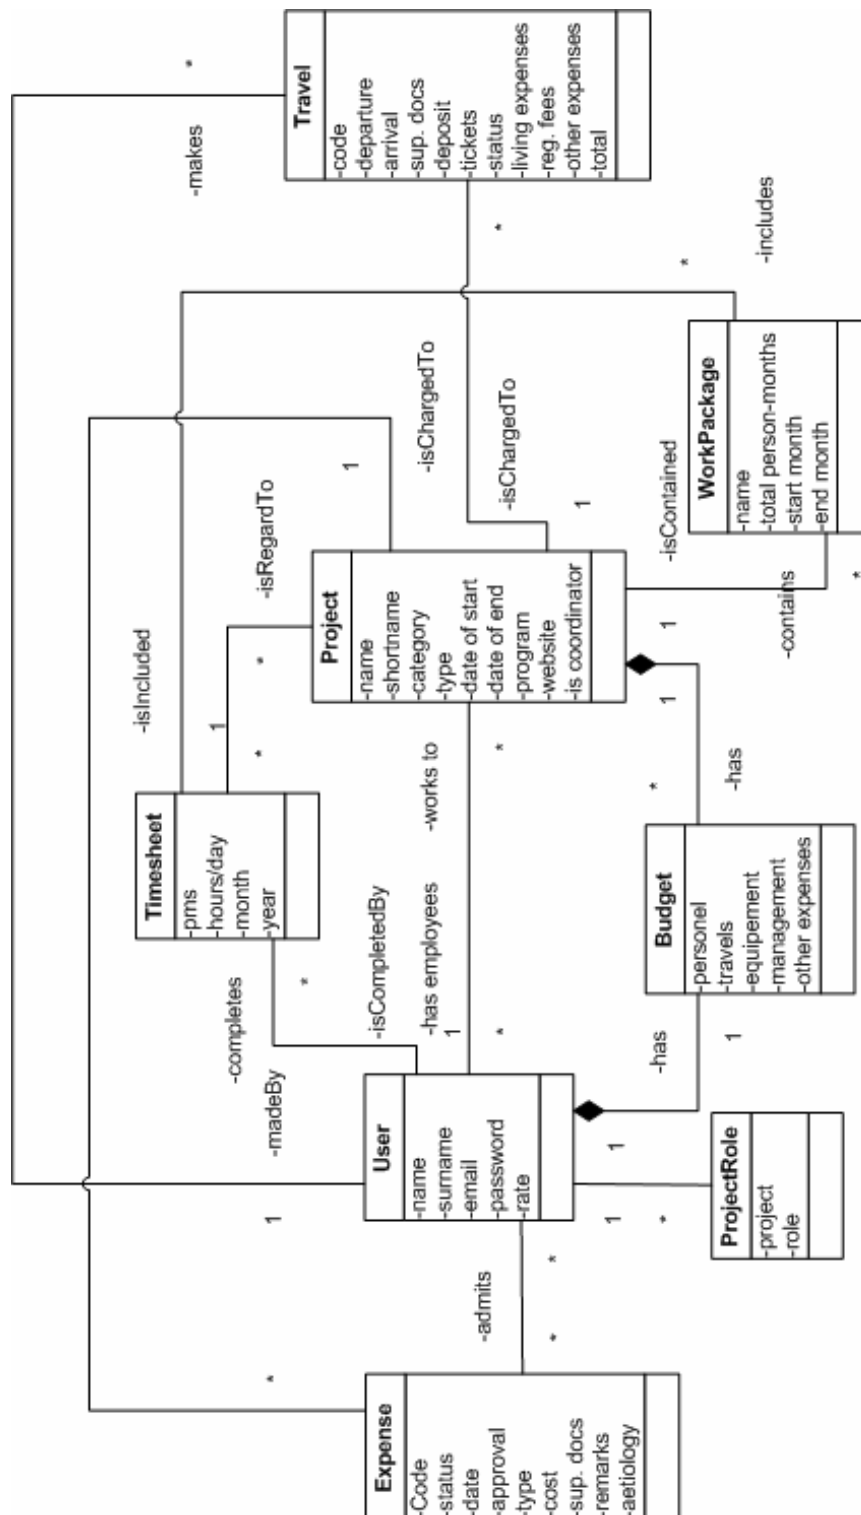 Travel
-code
-departure
-arrival
-sup. docs
-deposit
-tickets
-status
-living expenses
-reg. fees
-other expenses
-total
*
-makes
*
*
-includes
-isChargedTo
-isChargedTo
1
1
WorkPackage
-name
-total person-months
-start month
-end month
-isContained
-contains
*
1
-isRegardTo
*
-isIncluded
1
*
Project
-name
-shortname
-category
-type
-date of start
-date of end
-program
-website
-is coordinator
1
-has
*
Timesheet
-pms
-hours/day
-month
-year
-works to
*
-completes
*
-isCompletedBy
-has employees
1
*
Budget
-personel
-travels
-equipement
-management
-other expenses
-has
1
-madeBy
1
User
-name
-surname
-email
-password
-rate
1
1
*
ProjectRole
-project
-role
-admits
*
*
*
Expense
-Code
-status
-date
-approval
-type
-cost
-sup. docs
-remarks
-aetiology